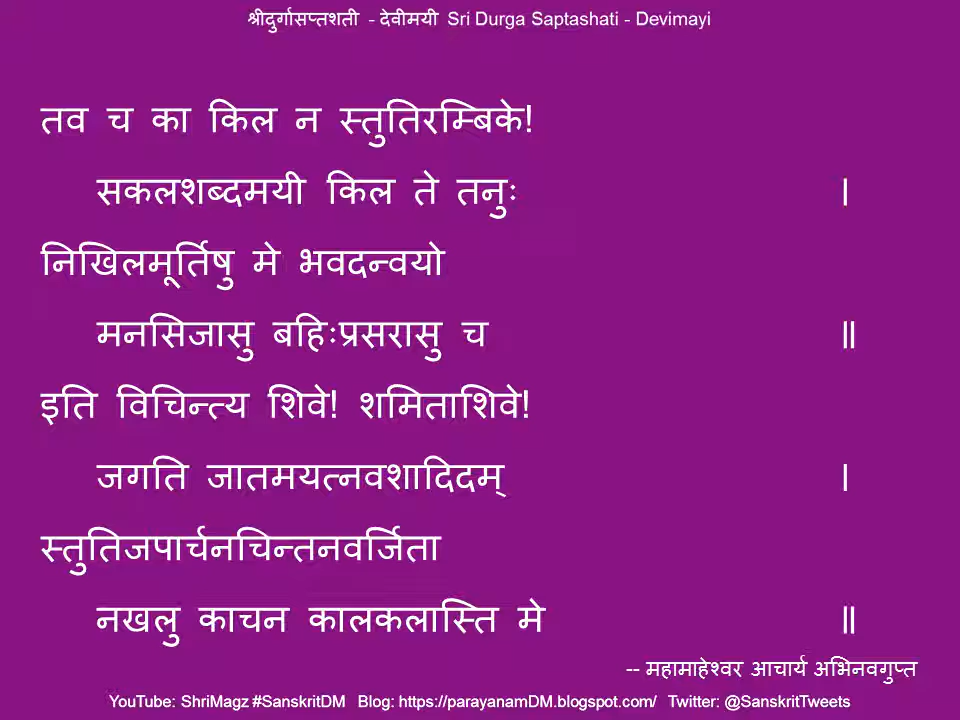 श्रीदुर्गासप्तशती - देवीमयी Sri Durga Saptashati - Devimayi
तव च का किल न स्तुतिरम्बिके!
सकलशब्दमयी किल ते तनुः ।
निखिलमूर्तिषु मे भवदन्वयो
मनसिजासु बहिःप्रसरासु च ॥
इति विचिन्त्य शिवे! शमिताशिवे!
जगति जातमयत्नवशादिदम् ।
स्तुतिजपार्चनचिन्तनवर्जिता
नखलु काचन कालकलास्ति मे ॥
-- महामाहेश्वर आचार्य अभिनवगुप्त
YouTube: ShriMagz #SanskritDM Blog: https://parayanamDM.blogspot.com/ Twitter: @SanskritTweets